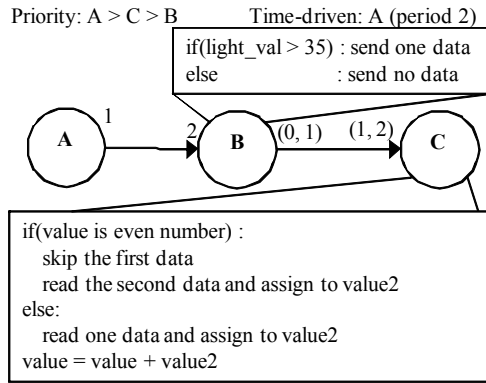 Priority: A > C > B Time-driven: A (period 2)
if(light_val > 35) : send one data
else : send no data
A 1 2 B (0, 1) (1, 2) C
if(value is even number) :
skip the first data
read the second data and assign to value2
else:
read one data and assign to value2
value = value + value2